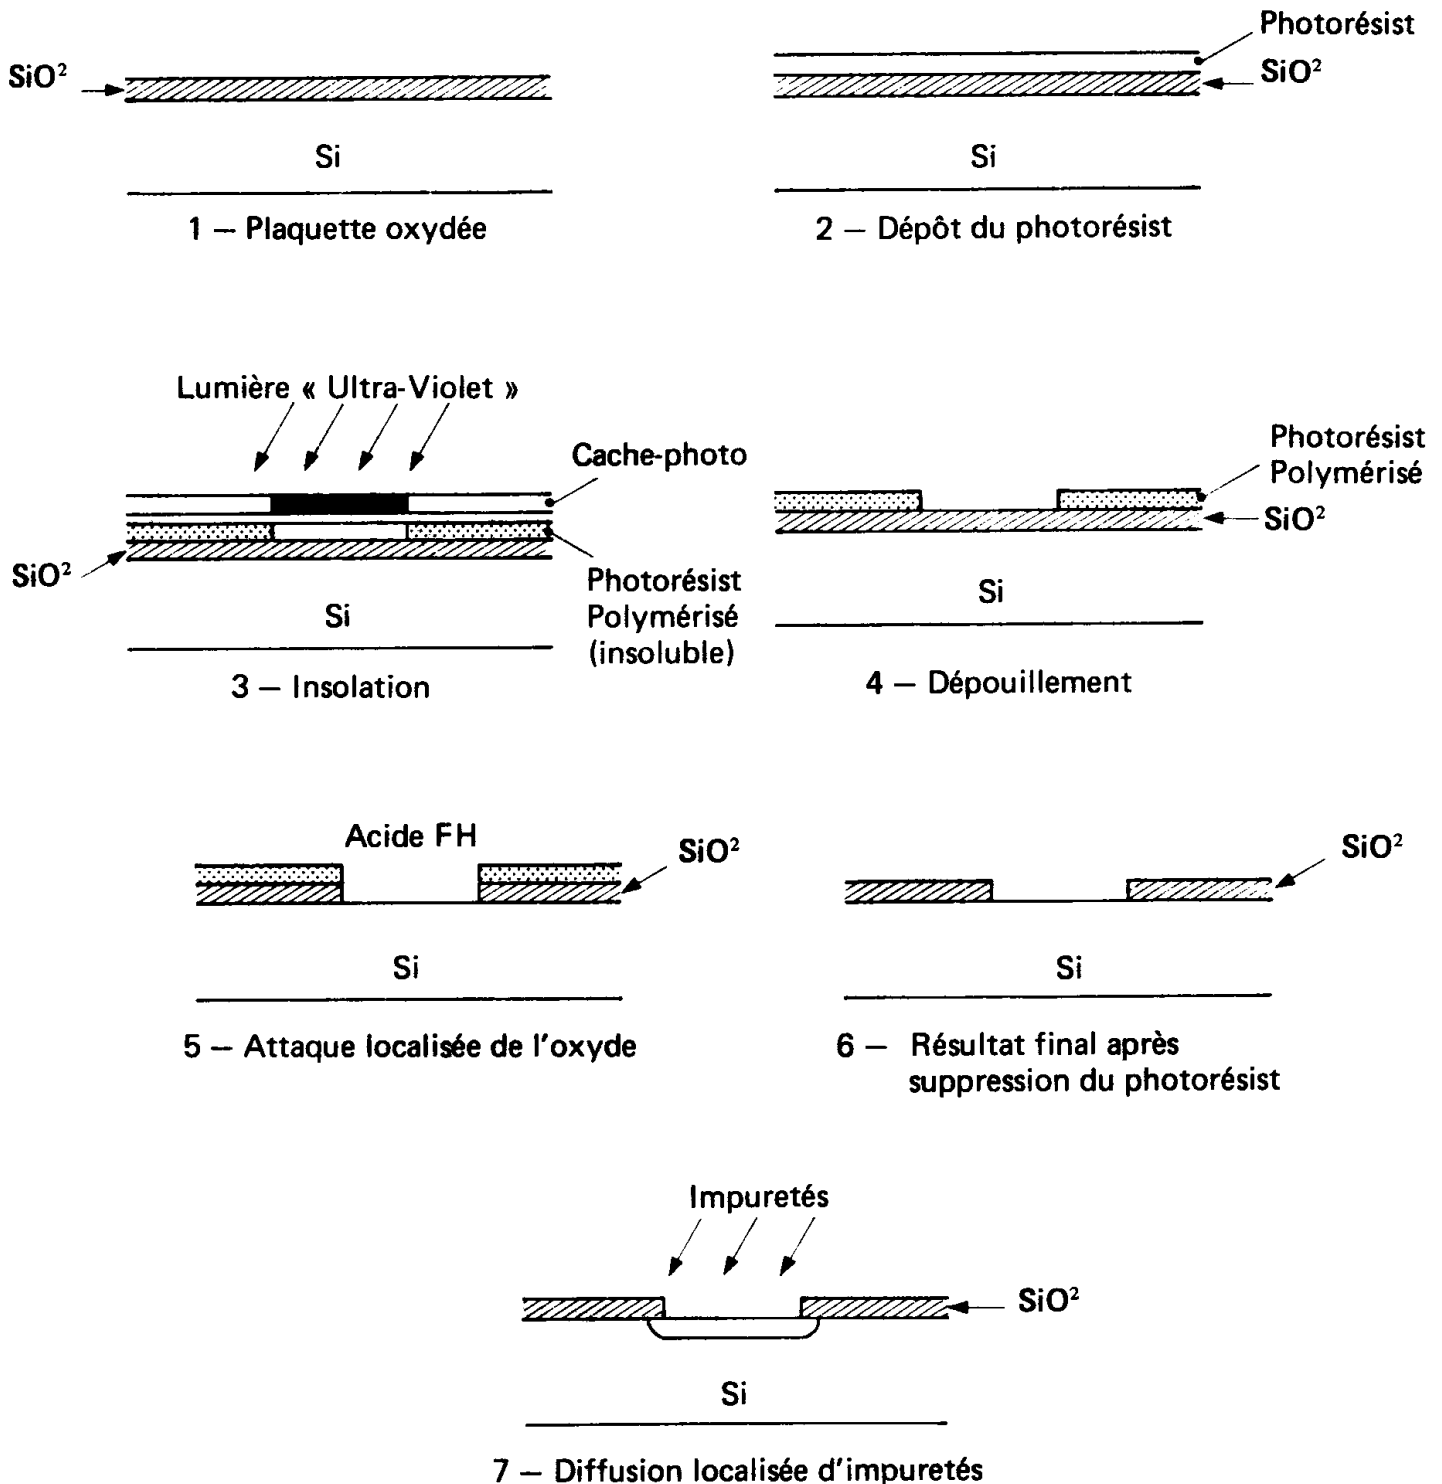 Photorésist
SiO²
SiO²
Si
Si
1 — Plaquette oxydée
2 — Dépôt du photorésist
Lumière « Ultra-Violet »
Cache-photo
SiO²
Photorésist
Polymérisé
(insoluble)
Si
3 — Insolation
Photorésist
Polymérisé
SiO²
Si
4 — Dépouillement
Acide FH
SiO²
Si
5 — Attaque localisée de l'oxyde
SiO²
Si
6 — Résultat final après
suppression du photorésist
Impuretés
SiO²
Si
7 — Diffusion localisée d'impuretés